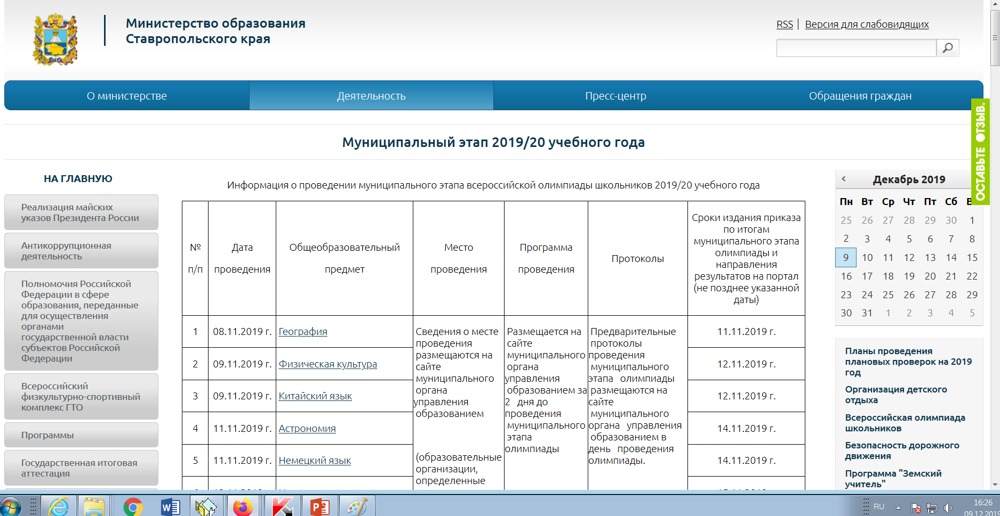 Министерство образования
Ставропольского края
RSS
Версия для слабовидящих
О министерстве
Деятельность
Пресс-центр
Обращения граждан
ОСТАВЬТЕ ОТЗЫВ.
Муниципальный этап 2019/20 учебного года
НА ГЛАВНУЮ
Реализация майских
указов Президента России
Антикоррупционная
деятельность
Полномочия Российской
Федерации в сфере
образования, переданные
для осуществления
органами
государственной власти
субъектов Российской
Федерации
Всероссийский
физкультурно-спортивный
комплекс ГТО
Программы
Государственная итоговая
аттестация
Информация о проведении муниципального этапа всероссийской олимпиады школьников 2019/20 учебного года
№
п/п
Дата
проведения
Общеобразовательный
предмет
Место
проведения
Программа
проведения
Протоколы
Сроки издания приказа
по итогам
муниципального этапа
олимпиады и
направления
результатов на портал
(не позднее указанной
даты)
1 08.11.2019 г. География 11.11.2019 г.
2 09.11.2019 г. Физическая культура 12.11.2019 г.
3 09.11.2019 г. Китайский язык 12.11.2019 г.
4 11.11.2019 г. Астрономия 14.11.2019 г.
5 11.11.2019 г. Немецкий язык 14.11.2019 г.
Сведения о месте
проведения
размещаются на
сайте
муниципального
органа
управления
образованием
(образовательные
организации,
определенные
Размещается на
сайте
муниципального
органа
управления
образованием за
2 дня до
проведения
муниципального
этапа
олимпиады
Предварительные
протоколы
проведения
муниципального
этапа олимпиады
размещаются на
сайте
муниципального
органа управления
образованием в
день проведения
олимпиады.
Декабрь 2019
Пн Вт Ср Чт Пт Сб В
25 26 27 28 29 30 1
2 3 4 5 6 7 8
9 10 11 12 13 14 15
16 17 18 19 20 21 22
23 24 25 26 27 28 29
30 31 1 2 3 4 5
Планы проведения
плановых проверок на 2019
год
Организация детского
отдыха
Всероссийская олимпиада
школьников
Безопасность дорожного
движения
Программа "Земский
учитель"
RU
16:26
09.12.2019